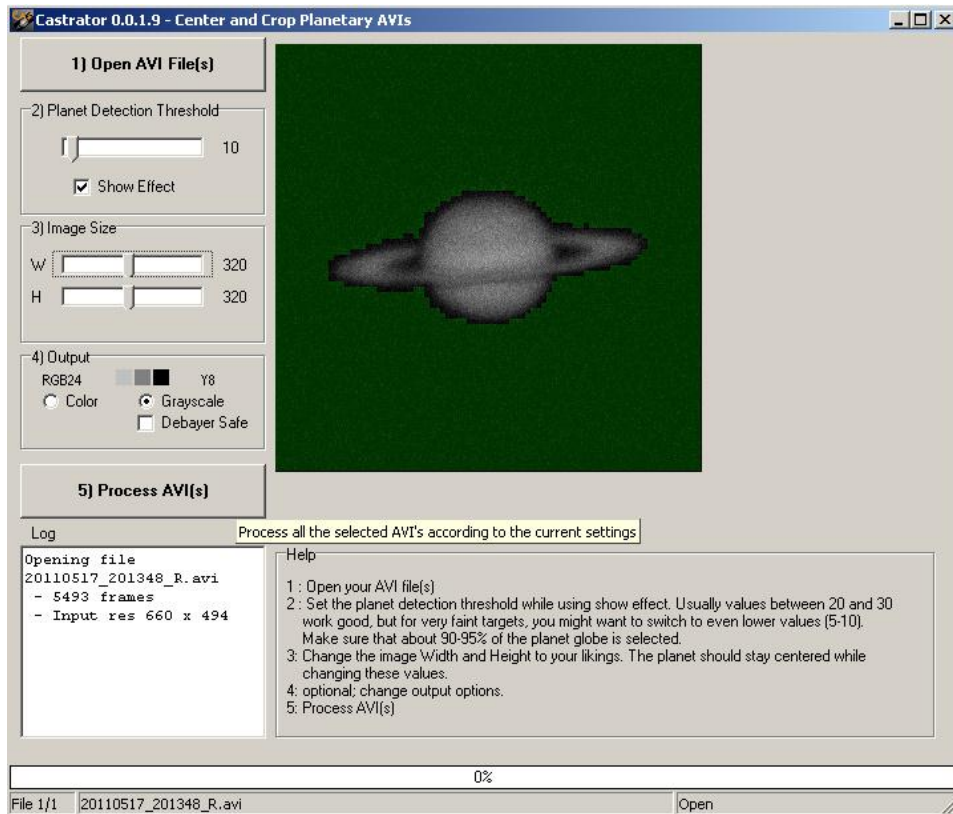 Castrator 0.0.1.9 - Center and Crop Planetary AVIs
1) Open AVI File(s)
2) Planet Detection Threshold
10
Show Effect
3) Image Size
W 320
H 320
4) Output
RGB24 Y8
Color Grayscale
Debayer Safe
5) Process AVI(s)
Process all the selected AVI's according to the current settings
Log
Opening file
20110517_201348_R.avi
- 5493 frames
- Input res 660 x 494
Help
1 : Open your AVI file(s)
2 : Set the planet detection threshold while using show effect. Usually values between 20 and 30
work good, but for very faint targets, you might want to switch to even lower values (5-10).
Make sure that about 90-95% of the planet globe is selected.
3: Change the image Width and Height to your likings. The planet should stay centered while
changing these values.
4: optional; change output options.
5: Process AVI(s)
0%
File 1/1 20110517_201348_R.avi Open